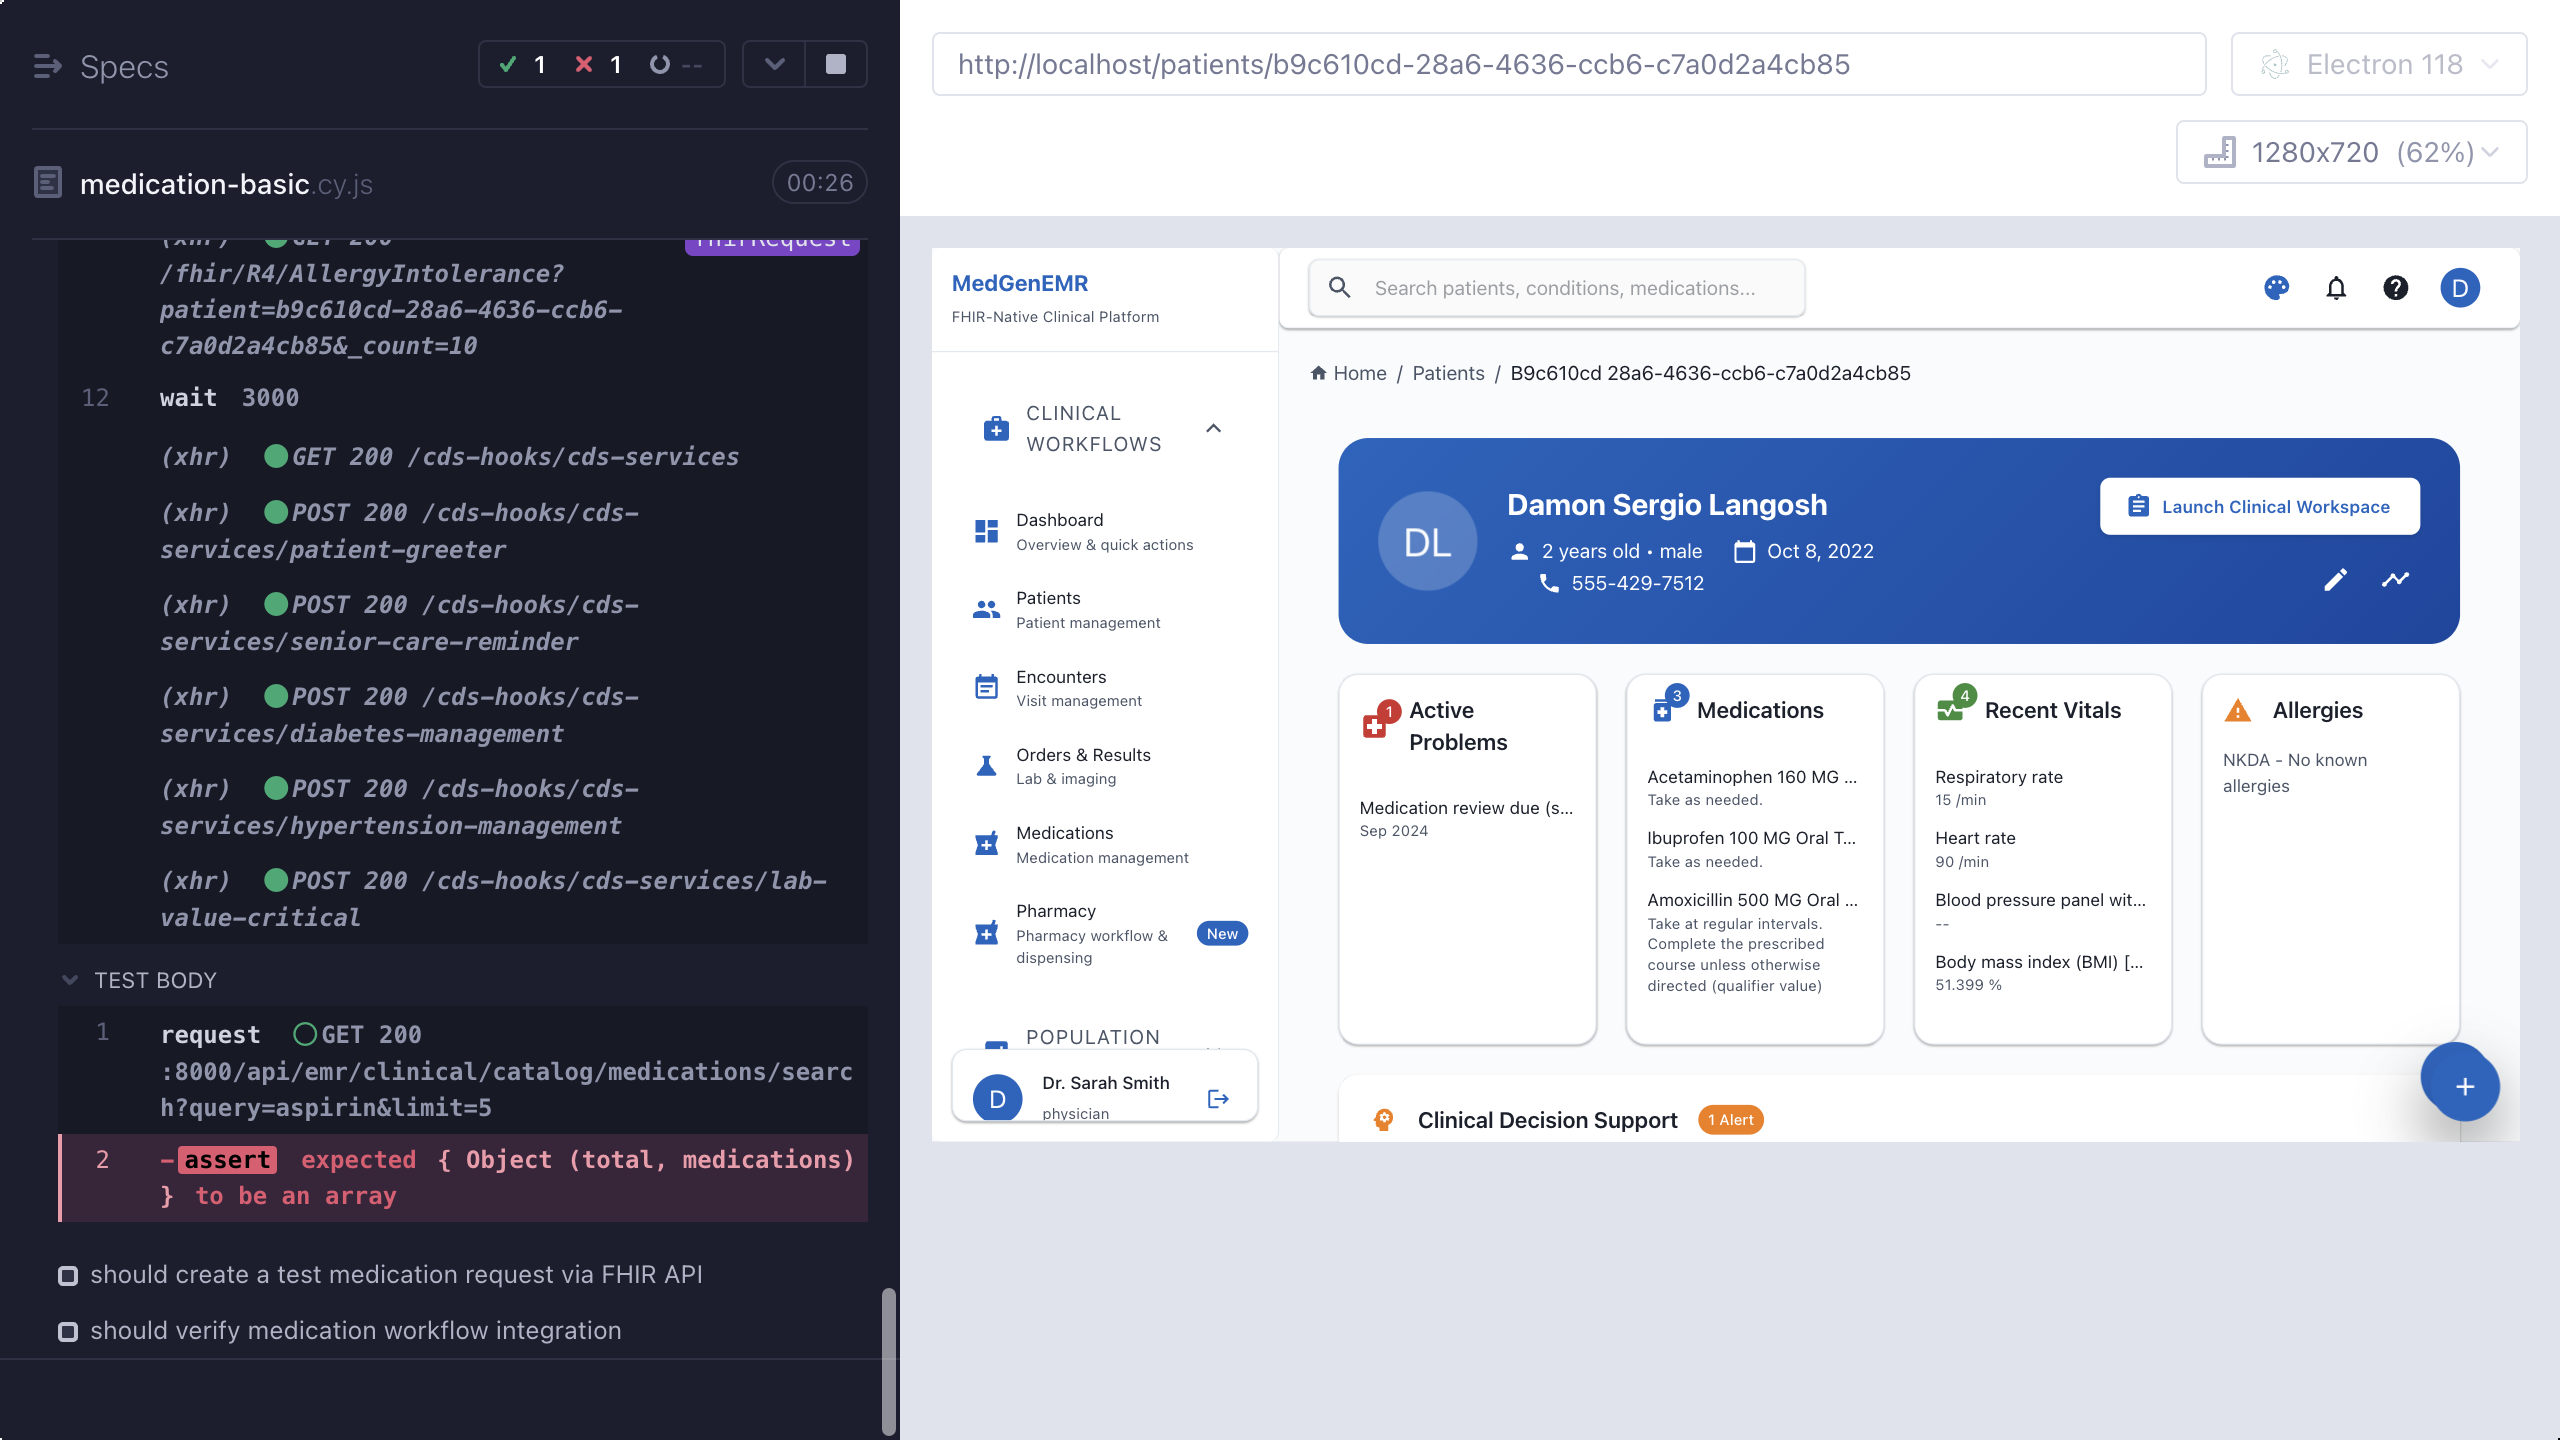 Specs
1
1
--
medication-basic.cy.js
00:26
(xhr) GET 200
fhirRequest
/fhir/R4/AllergyIntolerance?
patient=b9c610cd-28a6-4636-ccb6-
c7a0d2a4cb85&_count=10
12 wait 3000
(xhr) GET 200 /cds-hooks/cds-services
(xhr) POST 200 /cds-hooks/cds-
services/patient-greeter
(xhr) POST 200 /cds-hooks/cds-
services/senior-care-reminder
(xhr) POST 200 /cds-hooks/cds-
services/diabetes-management
(xhr) POST 200 /cds-hooks/cds-
services/hypertension-management
(xhr) POST 200 /cds-hooks/cds-services/lab-
value-critical
TEST BODY
1 request GET 200
:8000/api/emr/clinical/catalog/medications/searc
h?query=aspirin&limit=5
2 -assert expected { Object (total, medications)
} to be an array
should create a test medication request via FHIR API
should verify medication workflow integration
http://localhost/patients/b9c610cd-28a6-4636-ccb6-c7a0d2a4cb85
Electron 118
1280x720 (62%)
MedGenEMR
FHIR-Native Clinical Platform
CLINICAL
WORKFLOWS
Dashboard
Overview & quick actions
Patients
Patient management
Encounters
Visit management
Orders & Results
Lab & imaging
Medications
Medication management
Pharmacy
Pharmacy workflow &
dispensing
New
POPULATION
D
Dr. Sarah Smith
physician
Search patients, conditions, medications...
D
Home / Patients / B9c610cd 28a6-4636-ccb6-c7a0d2a4cb85
DL
Damon Sergio Langosh
2 years old • male
Oct 8, 2022
555-429-7512
Launch Clinical Workspace
1
Active
Problems
Medication review due (s...
Sep 2024
3
Medications
Acetaminophen 160 MG ...
Take as needed.
Ibuprofen 100 MG Oral T...
Take as needed.
Amoxicillin 500 MG Oral ...
Take at regular intervals.
Complete the prescribed
course unless otherwise
directed (qualifier value)
4
Recent Vitals
Respiratory rate
15 /min
Heart rate
90 /min
Blood pressure panel wit...
--
Body mass index (BMI) [...
51.399 %
Allergies
NKDA - No known
allergies
Clinical Decision Support
1 Alert